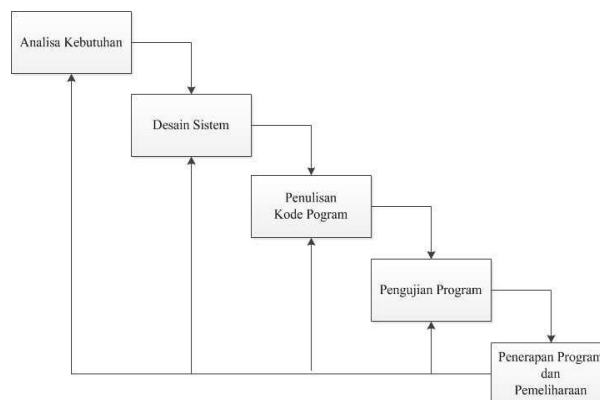 Analisa Kebutuhan
Desain Sistem
Penulisan
Kode Pogram
Pengujian Program
Penerapan Program
dan
Pemeliharaan